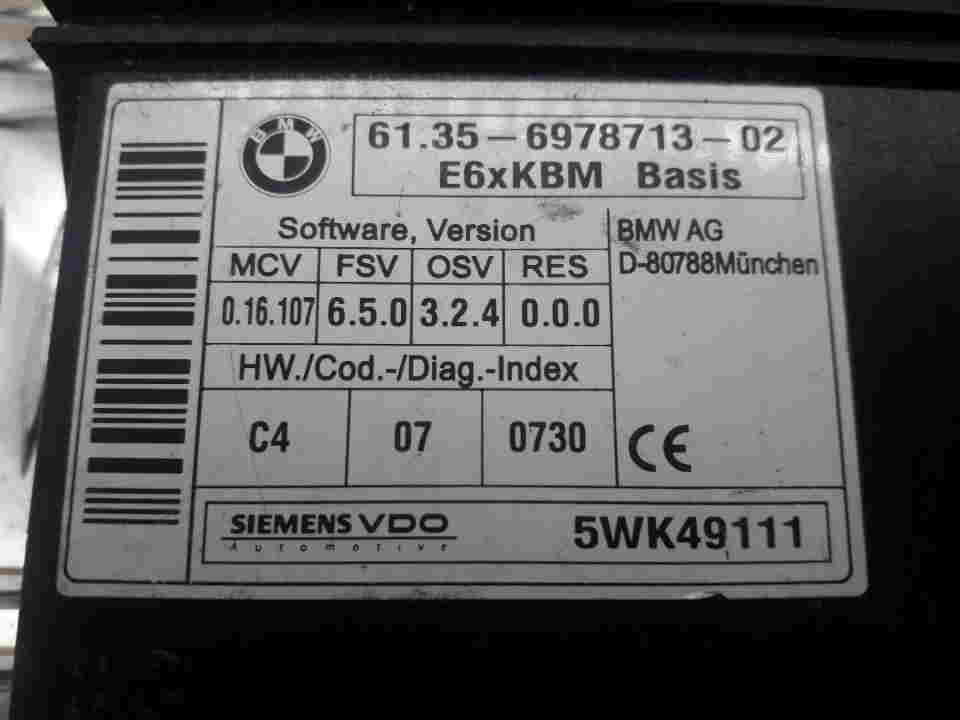 BMW
61.35-6978713-02
E6xKBM Basis
Software, Version
BMW AG
D-80788München
MCV FSV OSV RES
0.16.107 6.5.0 3.2.4 0.0.0
HW./Cod.-/Diag.-Index
C4 07 0730
CE
SIEMENS VDO
Automotive
5WK49111